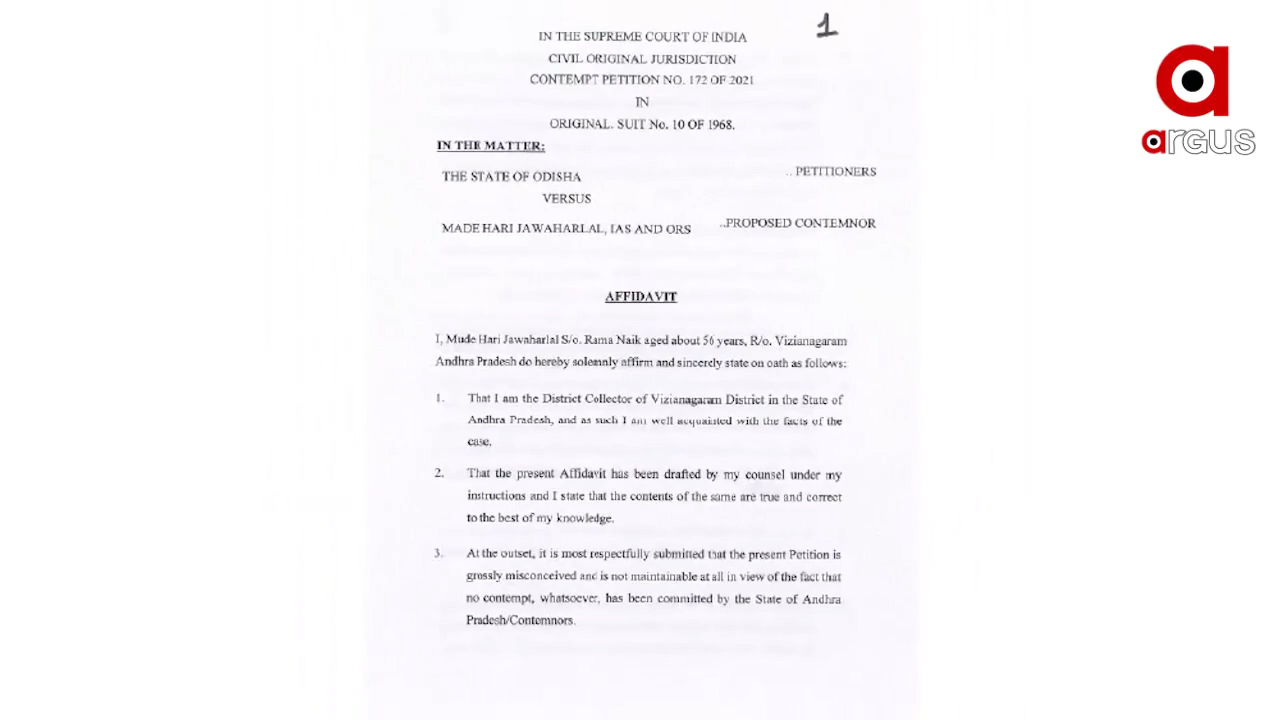 1
IN THE SUPREME COURT OF INDIA
CIVIL ORIGINAL JURISDICTION
CONTEMPT PETITION NO. 172 OF 2021
IN
ORIGINAL. SUIT No. 10 OF 1968.
IN THE MATTER:
THE STATE OF ODISHA .. PETITIONERS
VERSUS
MADE HARI JAWAHARLAL, IAS AND ORS ..PROPOSED CONTEMNOR
AFFIDAVIT
I, Mude Hari Jawaharlal S/o. Rama Naik aged about 56 years, R/o. Vizianagaram
Andhra Pradesh do hereby solemnly affirm and sincerely state on oath as follows:
1. That I am the District Collector of Vizianagaram District in the State of
Andhra Pradesh, and as such I am well acquainted with the facts of the
case.
2. That the present Affidavit has been drafted by my counsel under my
instructions and I state that the contents of the same are true and correct
to the best of my knowledge.
3. At the outset, it is most respectfully submitted that the present Petition is
grossly misconceived and is not maintainable at all in view of the fact that
no contempt, whatsoever, has been committed by the State of Andhra
Pradesh/Contemnors.
a
argus